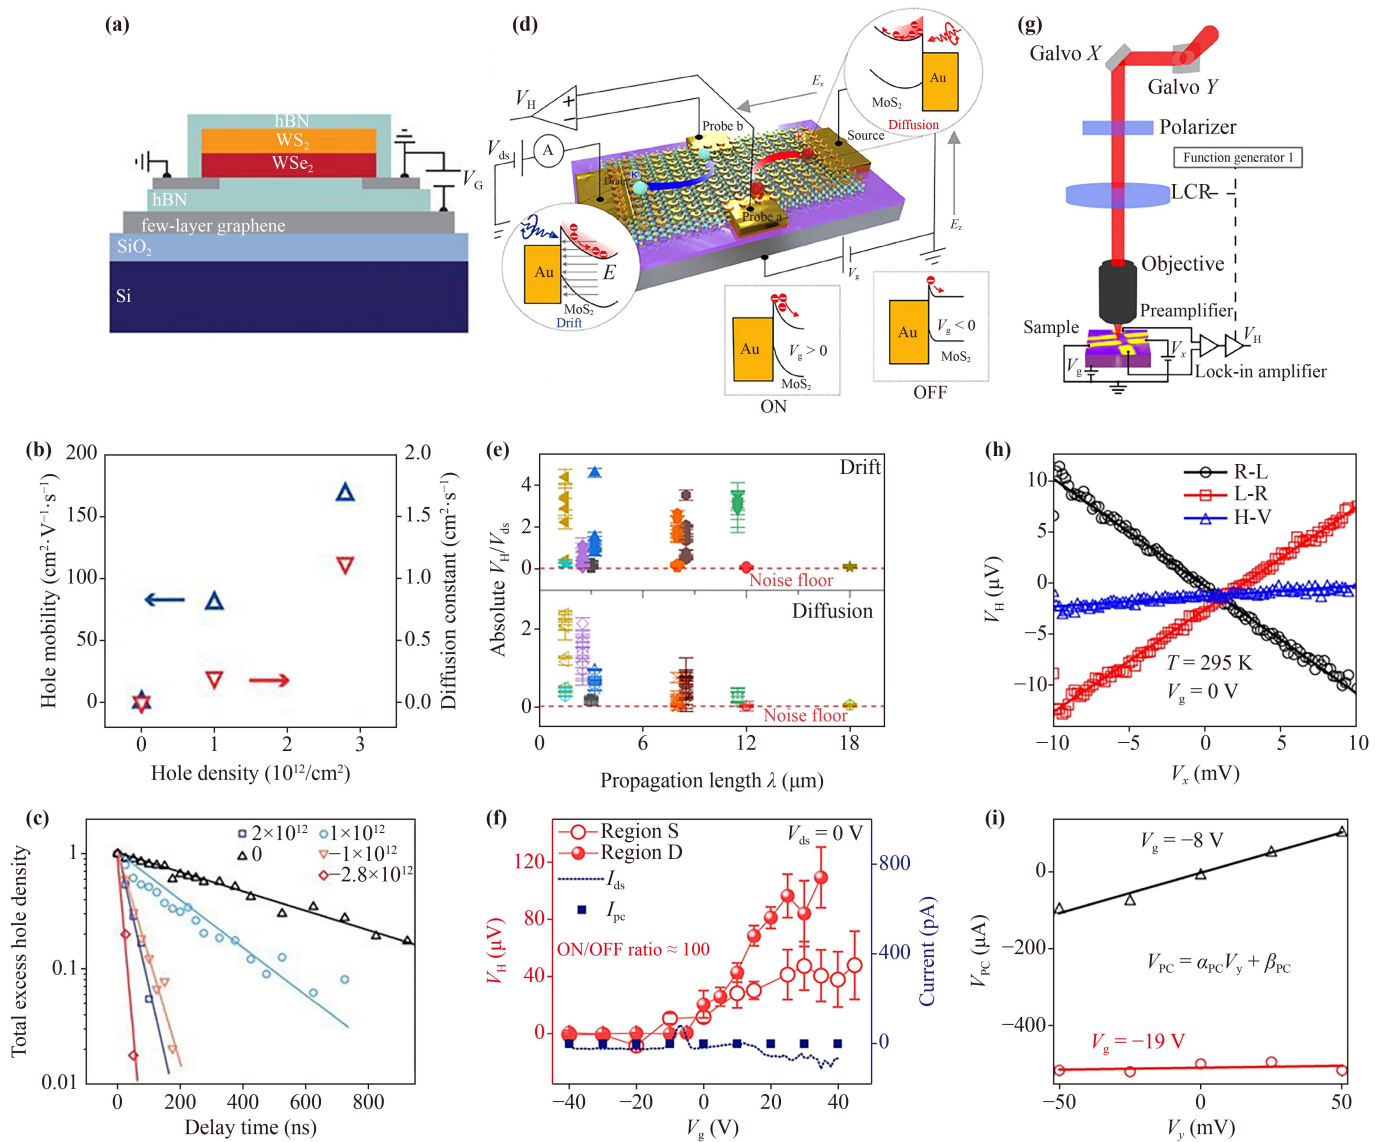 (a)
hBN
WS2
WSe2
hBN
VG
few-layer graphene
SiO2
Si
(b)
Hole mobility (cm²·V⁻¹·s⁻¹)
200
150
100
50
0
2.0
1.5
1.0
0.5
0.0
Diffusion constant (cm²·s⁻¹)
0
1
2
3
Hole density (10¹²/cm²)
(c)
Total excess hole density
1
0.1
0.01
2×10¹²
1×10¹²
0
−1×10¹²
−2.8×10¹²
0
200
400
600
800
Delay time (ns)
(d)
VH
+
−
Vds
A
Probe b
Ex
MoS2
Au
Diffusion
Source
K
K'
Drain
Probe a
Ez
Au
E
MoS2
Drift
Vg
Au
Vg > 0
MoS2
ON
Au
Vg < 0
MoS2
OFF
(e)
Absolute VH/Vds
4
2
0
Drift
Noise floor
2
0
Diffusion
Noise floor
0
6
12
18
Propagation length λ (μm)
(f)
VH (μV)
120
80
40
0
Region S
Region D
Ids
Ipc
Vds = 0 V
ON/OFF ratio ≈ 100
800
400
0
Current (pA)
−40
−20
0
20
40
Vg (V)
(g)
Galvo X
Galvo Y
Polarizer
Function generator 1
LCR
Objective
Preamplifier
Sample
Vg
Vx
VH
Lock-in amplifier
(h)
VH (μV)
10
5
0
−5
−10
R-L
L-R
H-V
T = 295 K
Vg = 0 V
−10
−5
0
5
10
Vx (mV)
(i)
VPC (μA)
0
−200
−400
Vg = −8 V
VPC = αPCVy + βPC
Vg = −19 V
−50
0
50
Vy (mV)